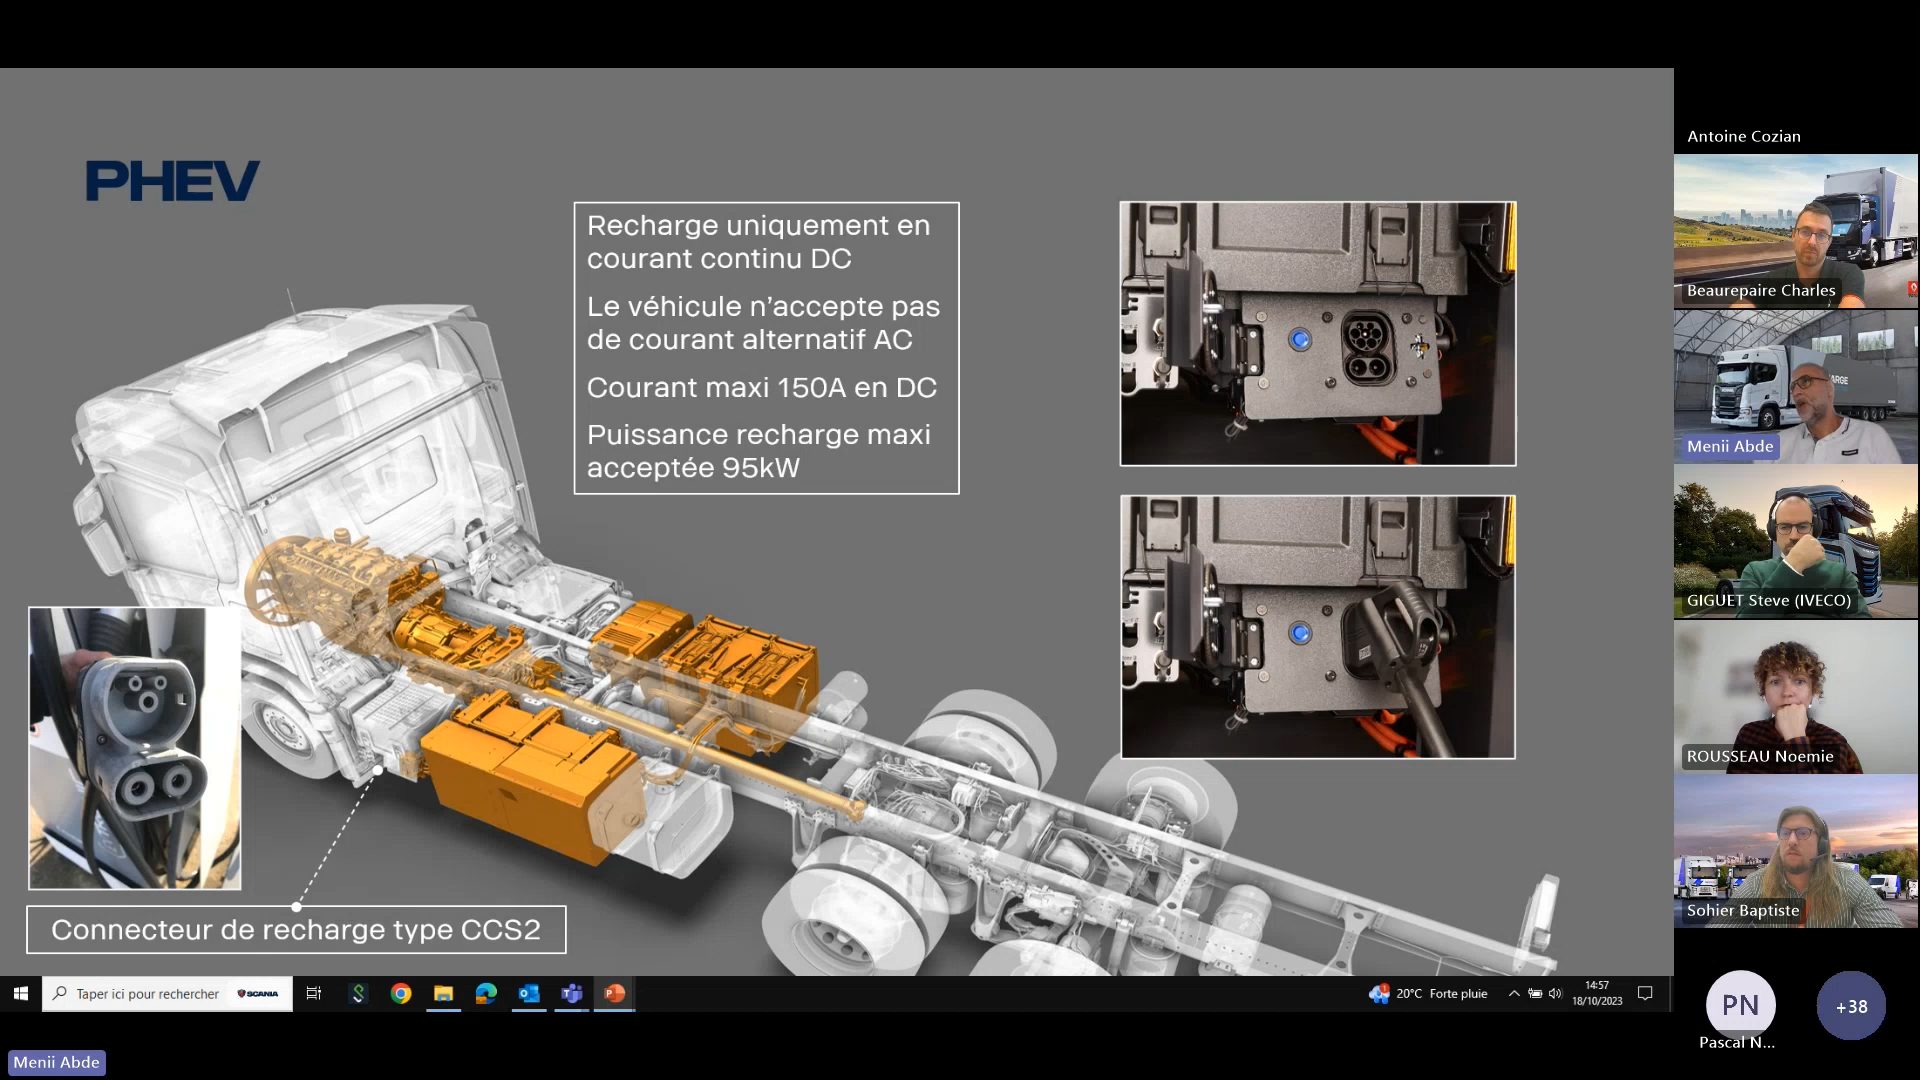 PHEV
Recharge uniquement en
courant continu DC
Le véhicule n’accepte pas
de courant alternatif AC
Courant maxi 150A en DC
Puissance recharge maxi
acceptée 95kW
Connecteur de recharge type CCS2
Antoine Cozian
Beaurepaire Charles
Menii Abde
GIGUET Steve (IVECO)
ROUSSEAU Noemie
Sohier Baptiste
PN
Pascal N...
+38
Taper ici pour rechercher
SCANIA
20°C Forte pluie
14:57
18/10/2023
Menii Abde